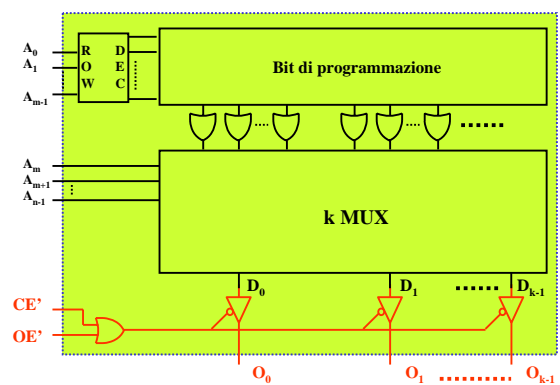 A0
A1
Am-1
R D
O E
W C
Bit di programmazione
Am
Am+1
An-1
k MUX
D0 D1 Dk-1
CE'
OE'
O0 O1 Ok-1